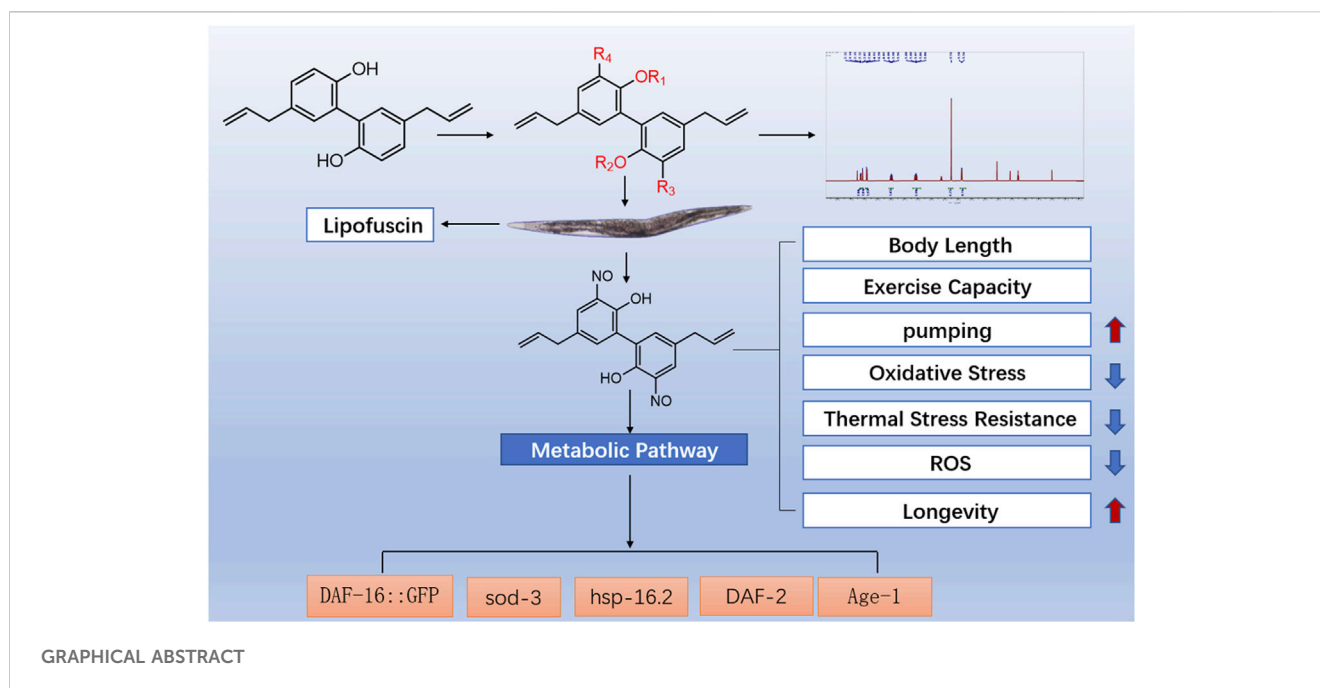 OH
HO
R4
OR1
R2O
R3
Lipofuscin
NO
OH
HO
NO
Body Length
Exercise Capacity
pumping
Oxidative Stress
Thermal Stress Resistance
ROS
Longevity
Metabolic Pathway
DAF-16::GFP
sod-3
hsp-16.2
DAF-2
Age-1
GRAPHICAL ABSTRACT